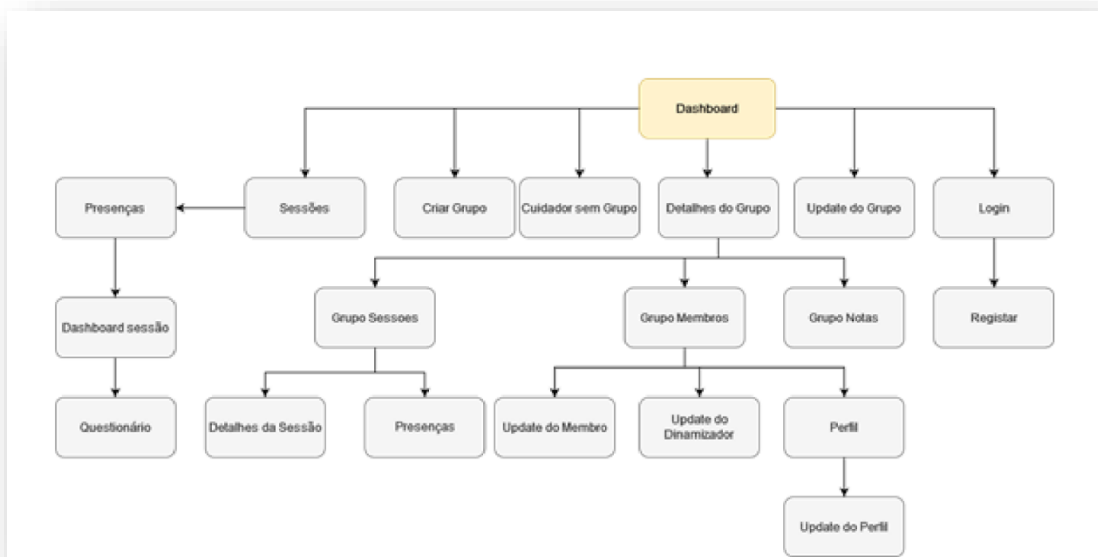 Dashboard
Presenças
Sessões
Criar Grupo
Cuidador sem Grupo
Detalhes do Grupo
Update do Grupo
Login
Dashboard sessão
Grupo Sessoes
Grupo Membros
Grupo Notas
Registar
Questionário
Detalhes da Sessão
Presenças
Update do Membro
Update do
Dinamizador
Perfil
Update do Perfil